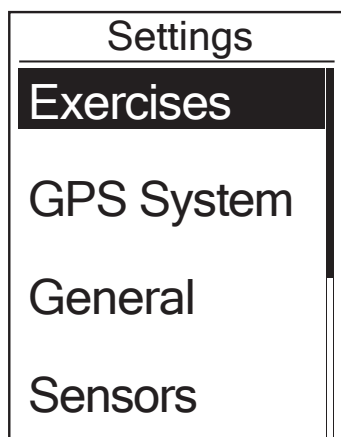 Settings
Exercises
GPS System
General
Sensors